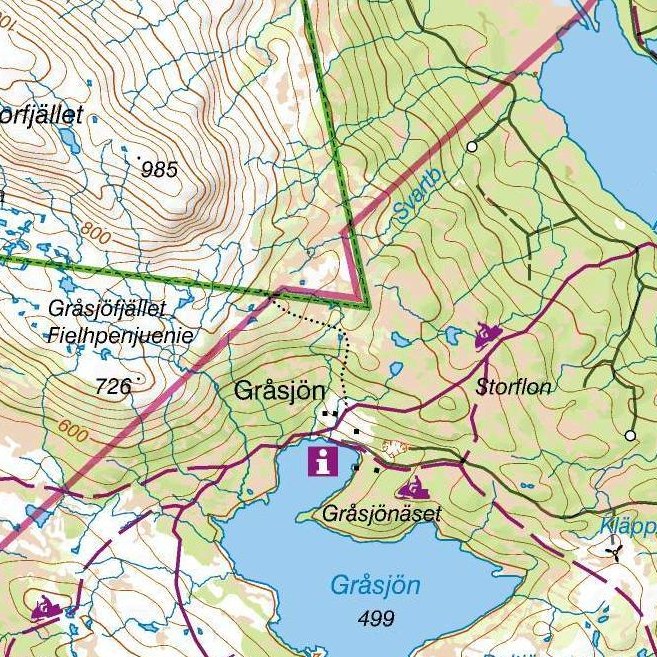 orfjället
985
Svartb.
800
Gråsjöfjället
Fielhpenjuenie
726
Gråsjön
Storflon
600
i
Gråsjönäset
Kläpp
Gråsjön
499